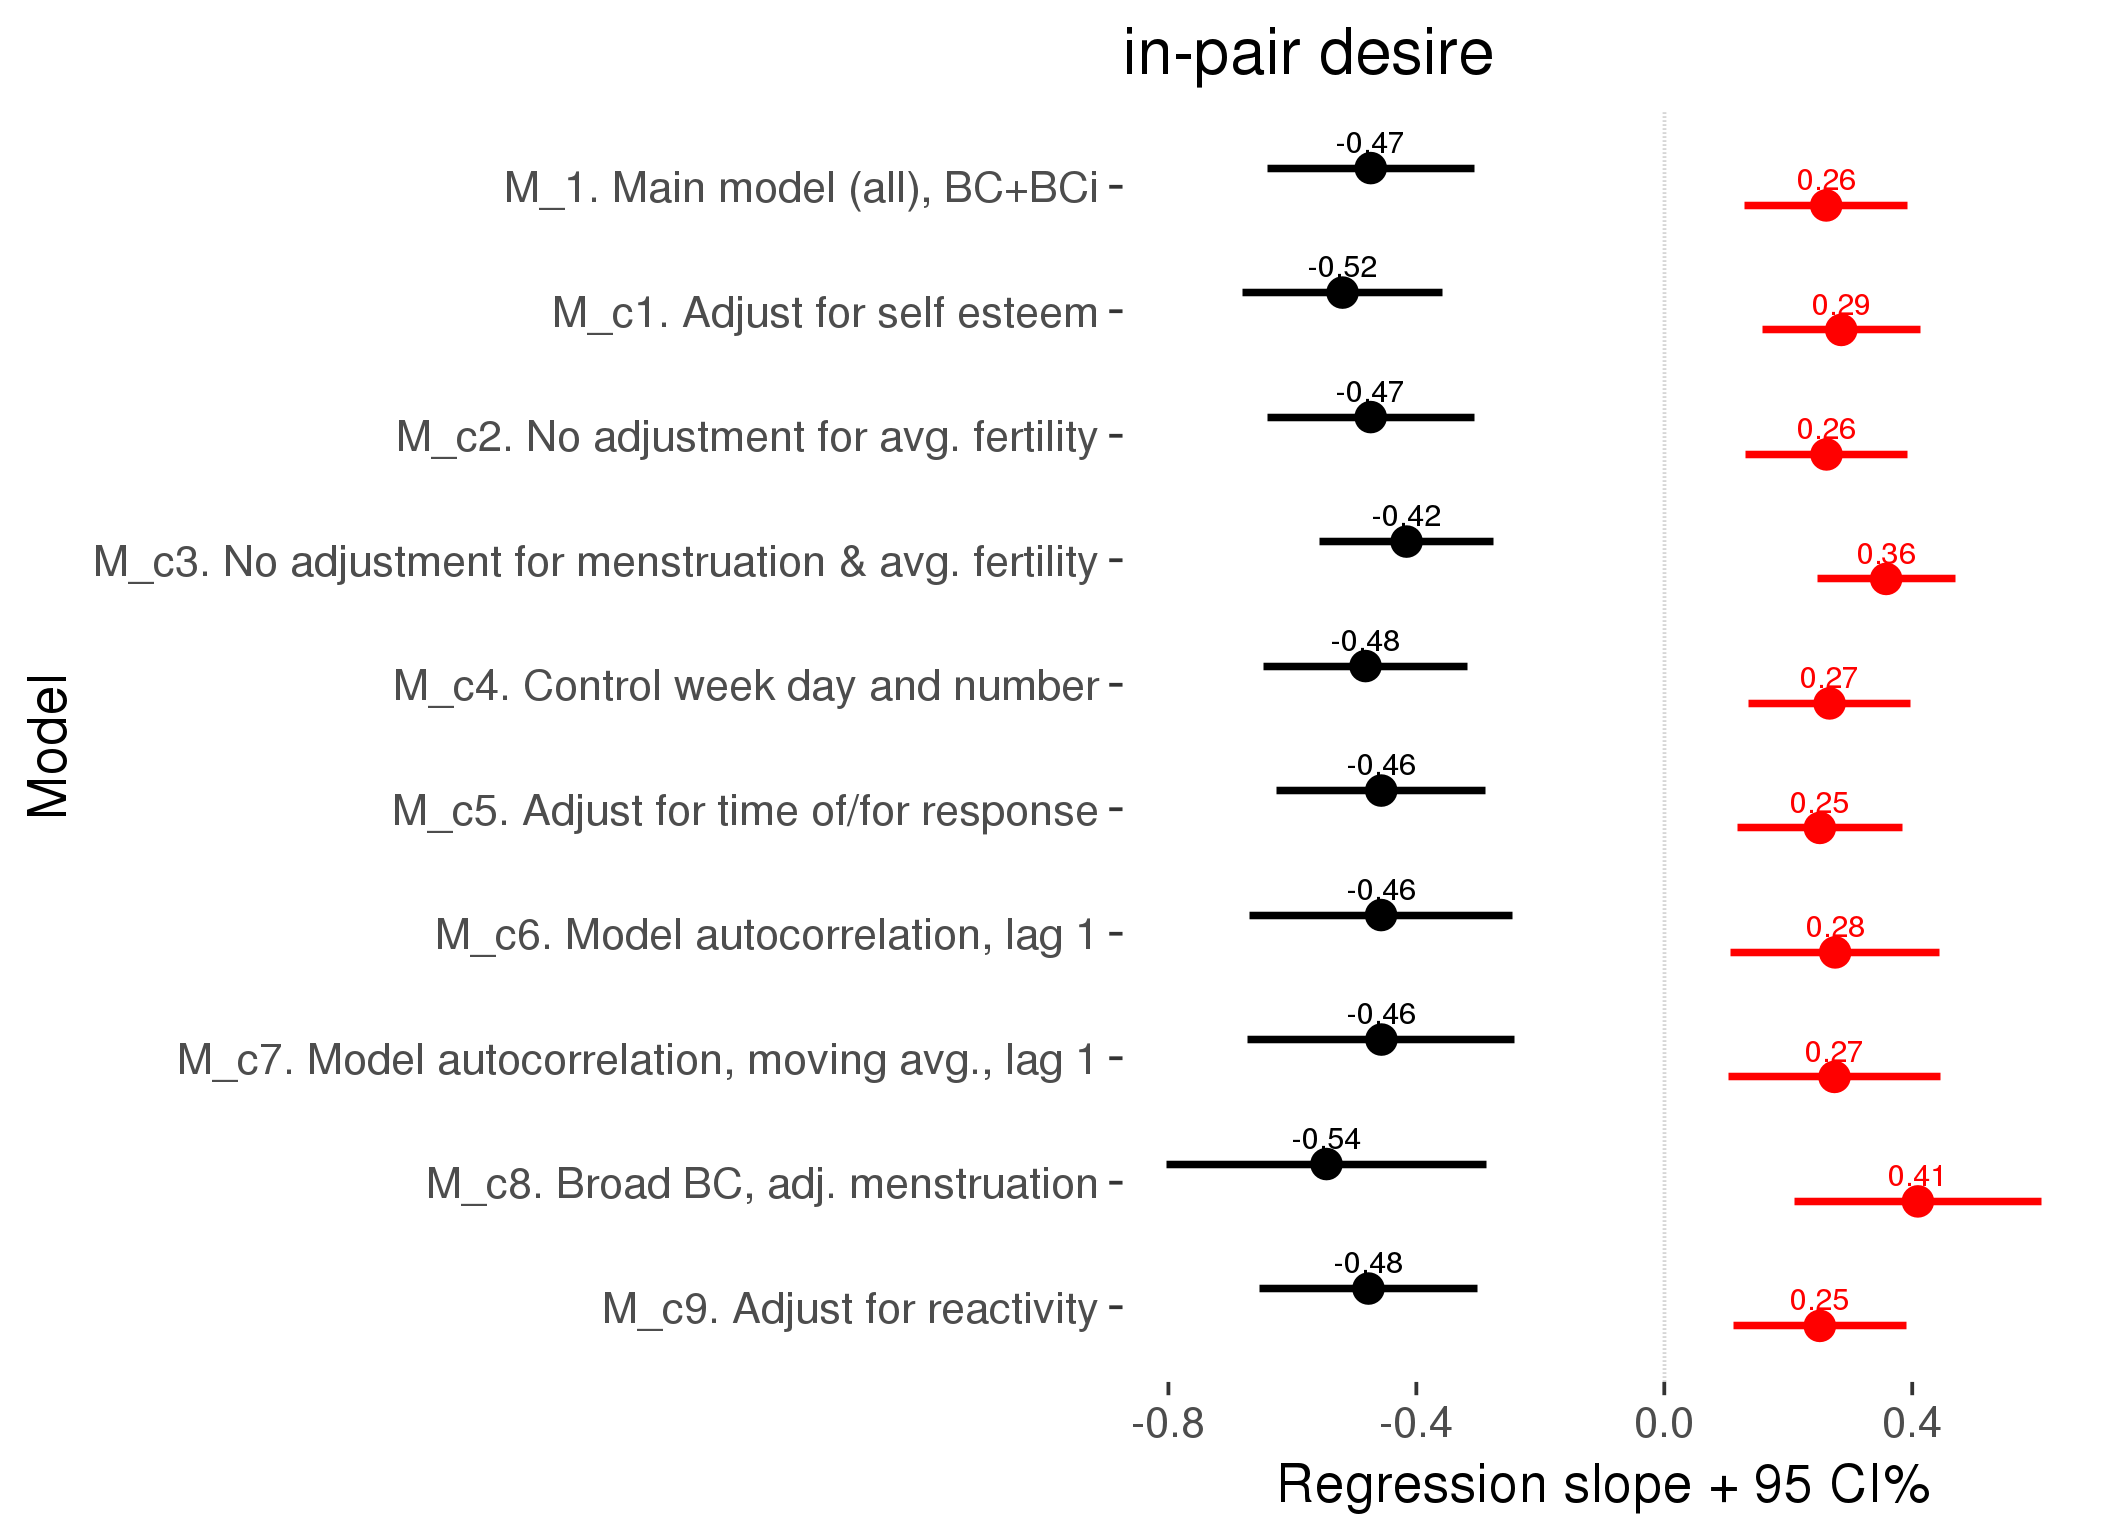 in-pair desire
-0.47
M_1. Main model (all), BC+BCi
0.26
-0.52
M_c1. Adjust for self esteem
0.29
-0.47
M_c2. No adjustment for avg. fertility
0.26
-0.42
M_c3. No adjustment for menstruation & avg. fertility
0.36
-0.48
M_c4. Control week day and number
0.27
Model
-0.46
M_c5. Adjust for time of/for response
0.25
-0.46
M_c6. Model autocorrelation, lag 1
0.28
-0.46
M_c7. Model autocorrelation, moving avg., lag 1
0.27
-0.54
M_c8. Broad BC, adj. menstruation
0.41
-0.48
M_c9. Adjust for reactivity
0.25
-0.8 -0.4 0.0 0.4
Regression slope + 95 CI%